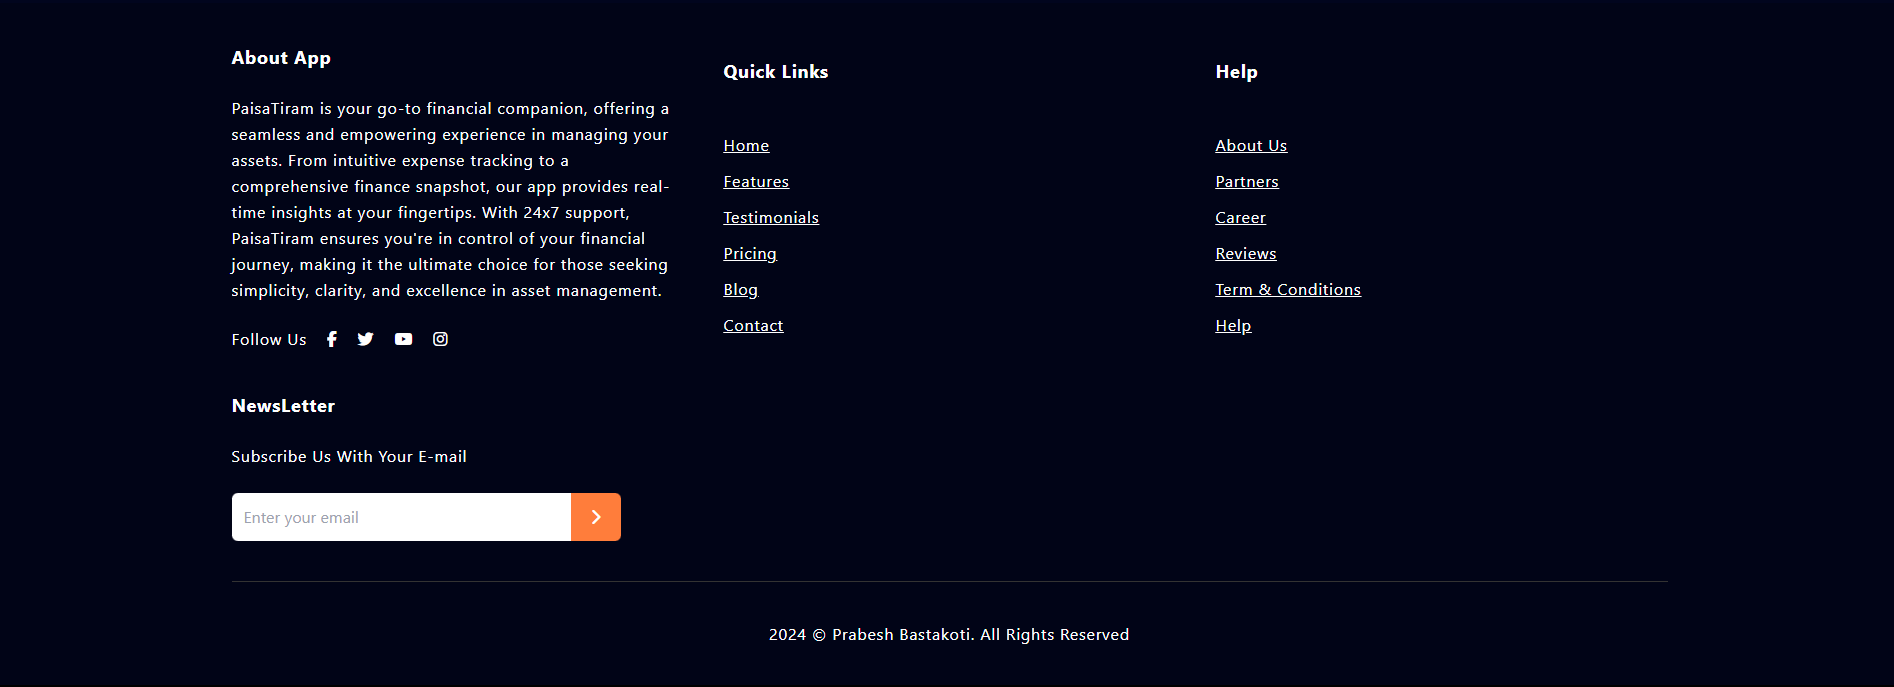 About App
PaisaTiram is your go-to financial companion, offering a
seamless and empowering experience in managing your
assets. From intuitive expense tracking to a
comprehensive finance snapshot, our app provides real-
time insights at your fingertips. With 24x7 support,
PaisaTiram ensures you're in control of your financial
journey, making it the ultimate choice for those seeking
simplicity, clarity, and excellence in asset management.
Follow Us
NewsLetter
Subscribe Us With Your E-mail
Enter your email
Quick Links
Home
Features
Testimonials
Pricing
Blog
Contact
Help
About Us
Partners
Career
Reviews
Term & Conditions
Help
2024 © Prabesh Bastakoti. All Rights Reserved